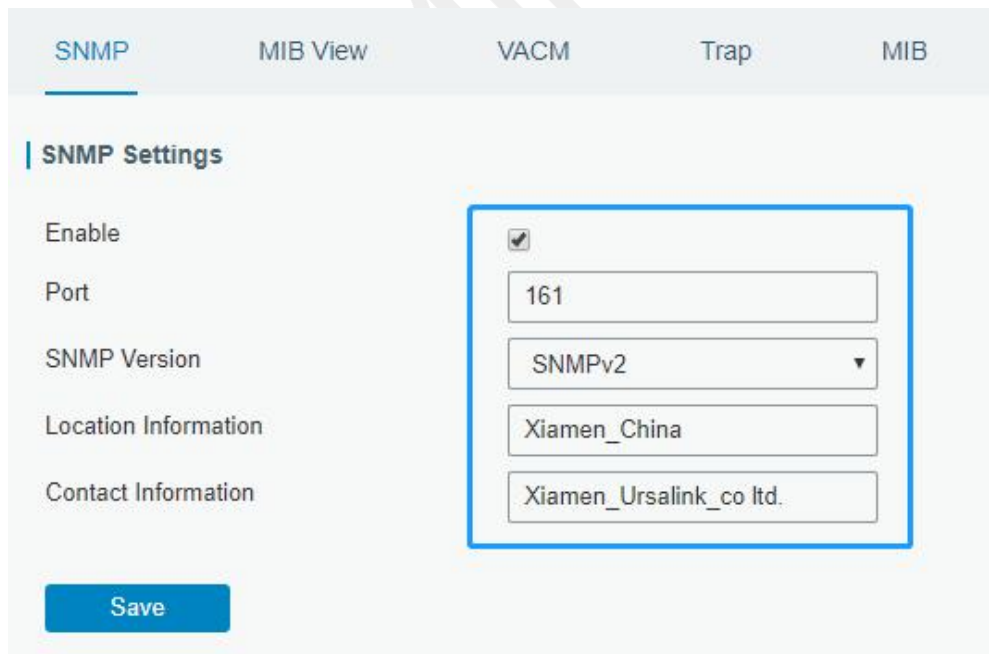 SNMP MIB View VACM Trap MIB
SNMP Settings
Enable
Port 161
SNMP Version SNMPv2
Location Information Xiamen_China
Contact Information Xiamen_Ursalink_co ltd.
Save